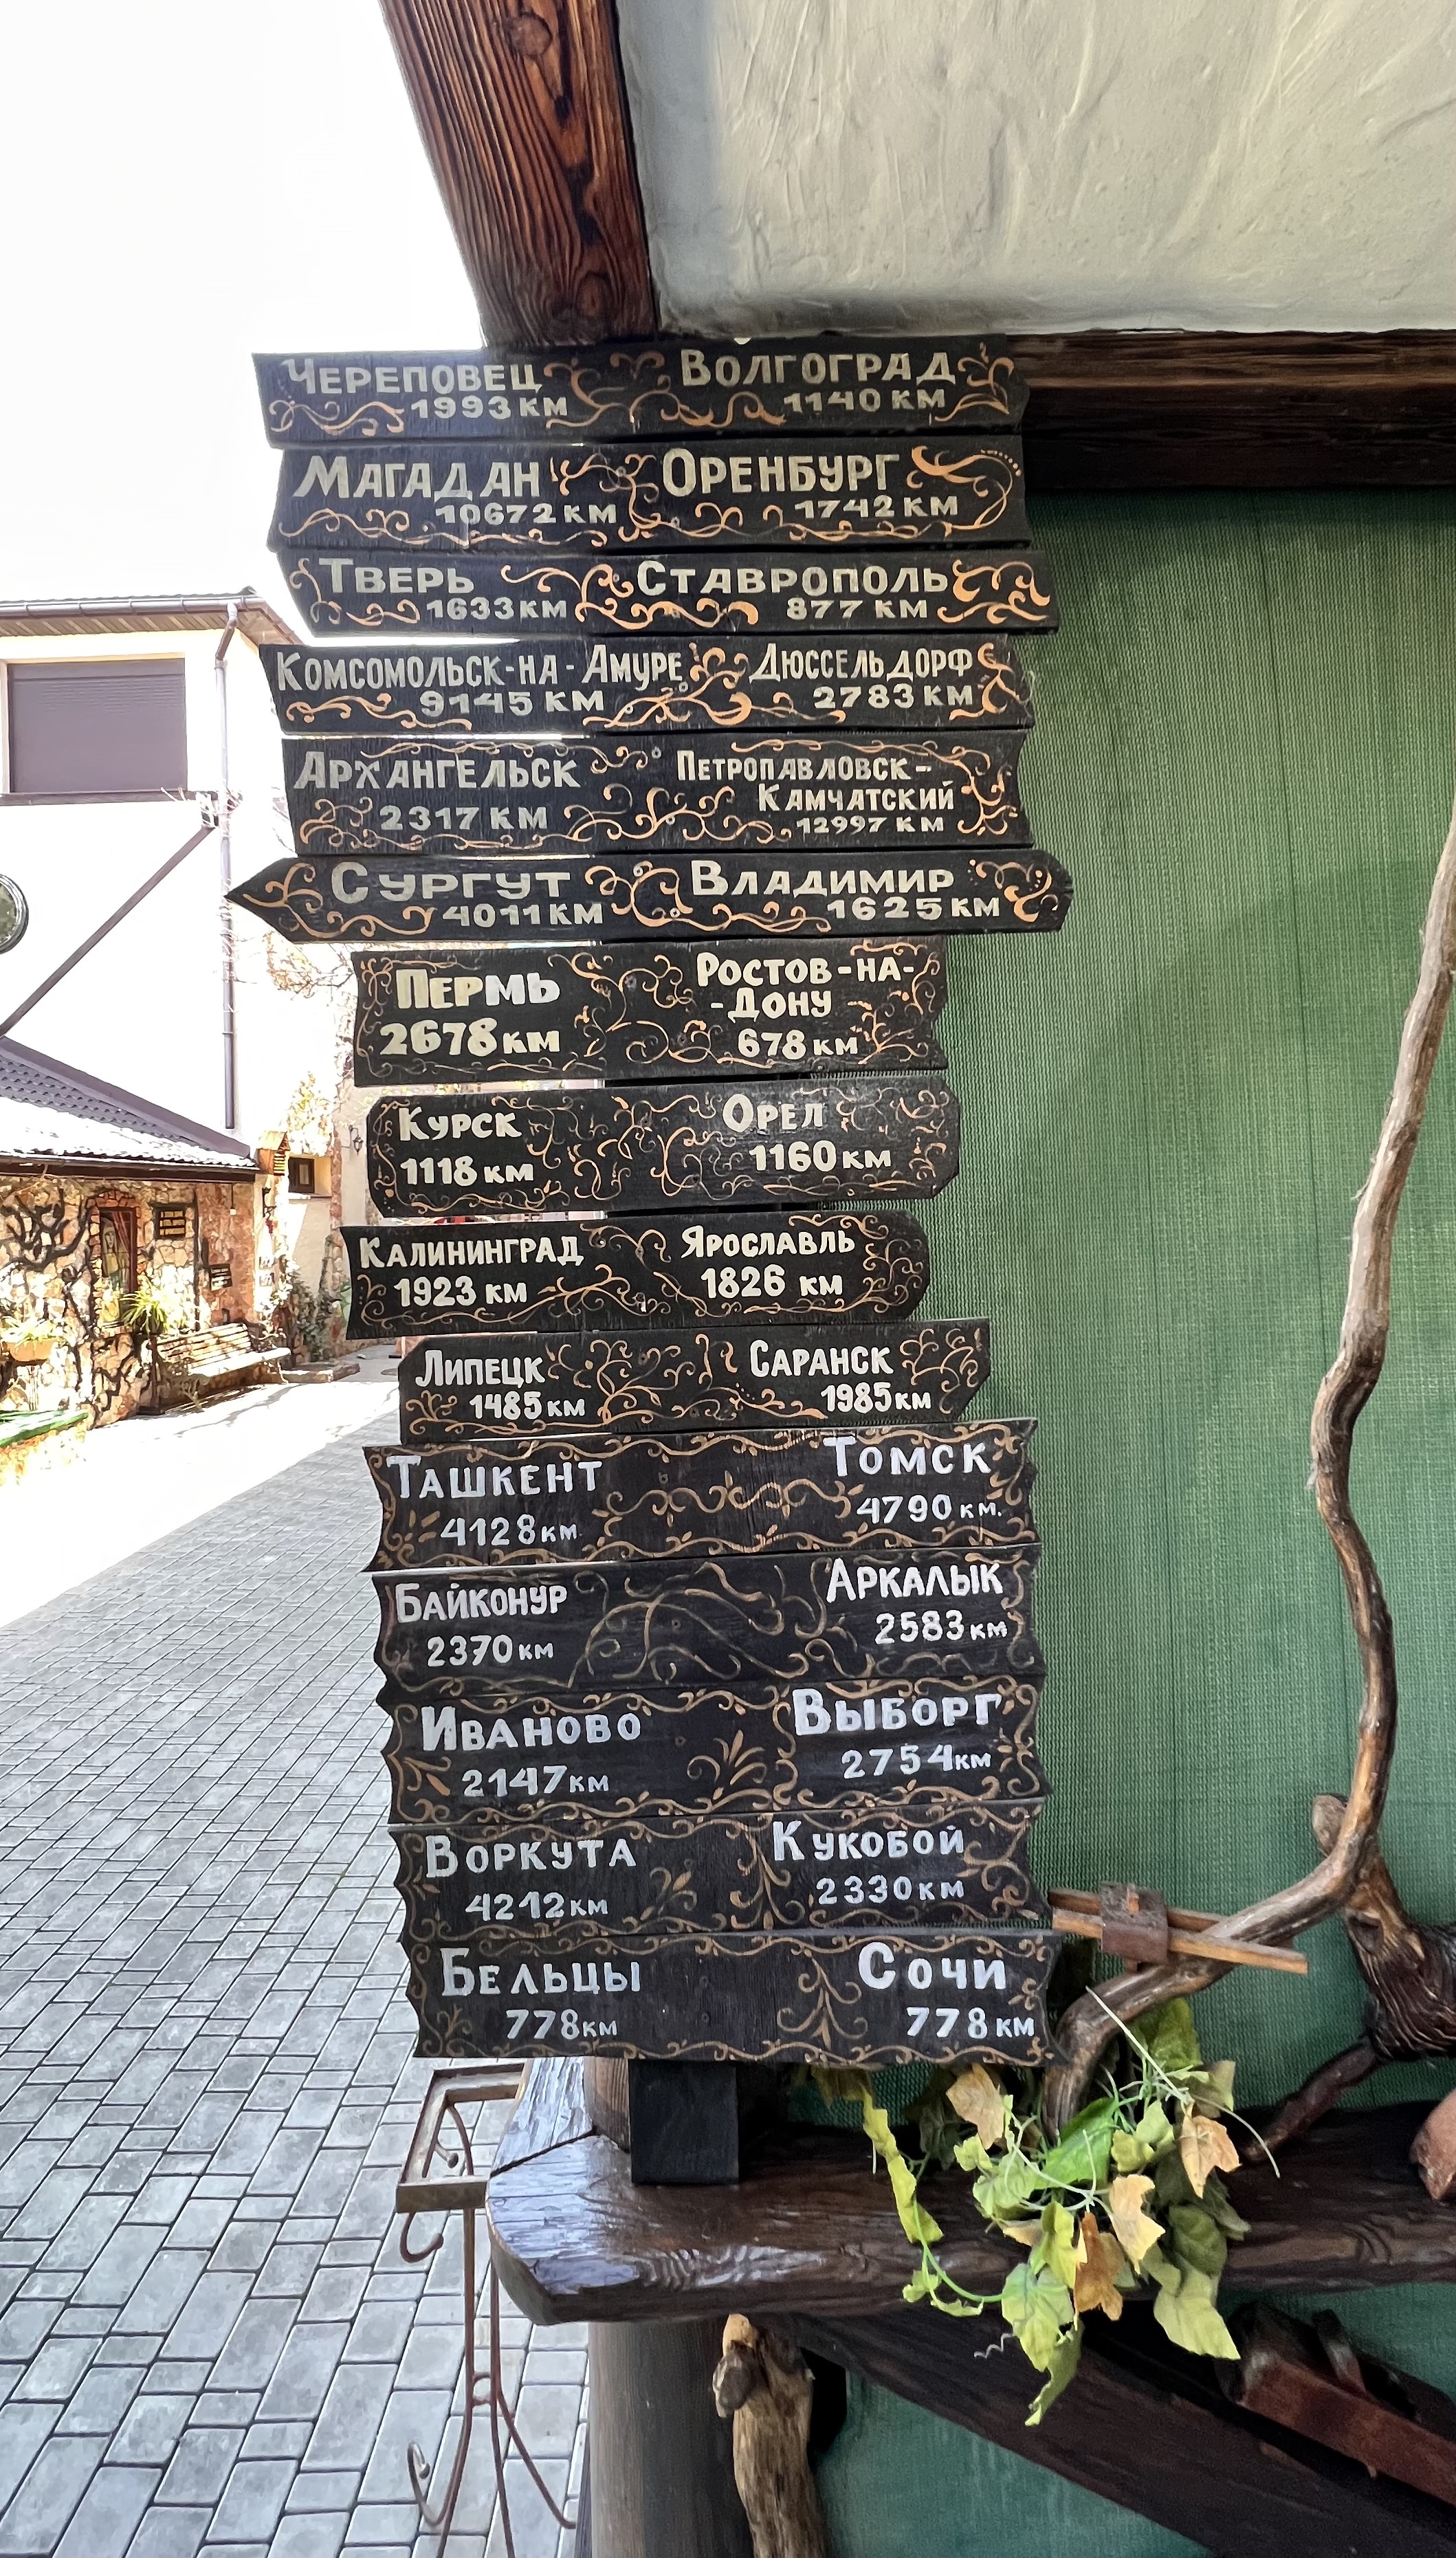 Череповец
1993 км
Волгоград
1140 км
Магадан
10672 км
Оренбург
1742 км
Тверь
1633 км
Ставрополь
877 км
Комсомольск-на-Амуре
9145 км
Дюссельдорф
2783 км
Архангельск
2317 км
Петропавловск-
Камчатский
12997 км
Сургут
4011 км
Владимир
1625 км
Пермь
2678 км
Ростов-на-
-Дону
678 км
Курск
1118 км
Орел
1160 км
Калининград
1923 км
Ярославль
1826 км
Липецк
1485 км
Саранск
1985 км
Ташкент
4128 км
Томск
4790 км.
Байконур
2370 км
Аркалык
2583 км
Иваново
2147 км
Выборг
2754 км
Воркута
4212 км
Кукобой
2330 км
Бельцы
778 км
Сочи
778 км